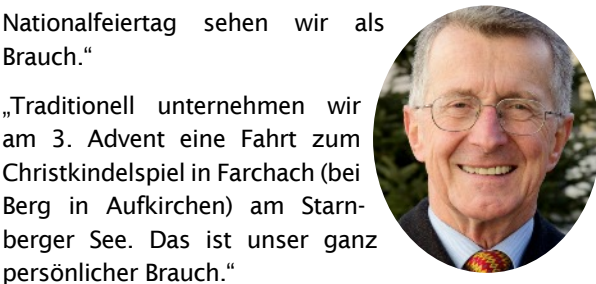 Nationalfeiertag sehen wir als
Brauch.“
„Traditionell unternehmen wir
am 3. Advent eine Fahrt zum
Christkindelspiel in Farchach (bei
Berg in Aufkirchen) am Starn-
berger See. Das ist unser ganz
persönlicher Brauch.“